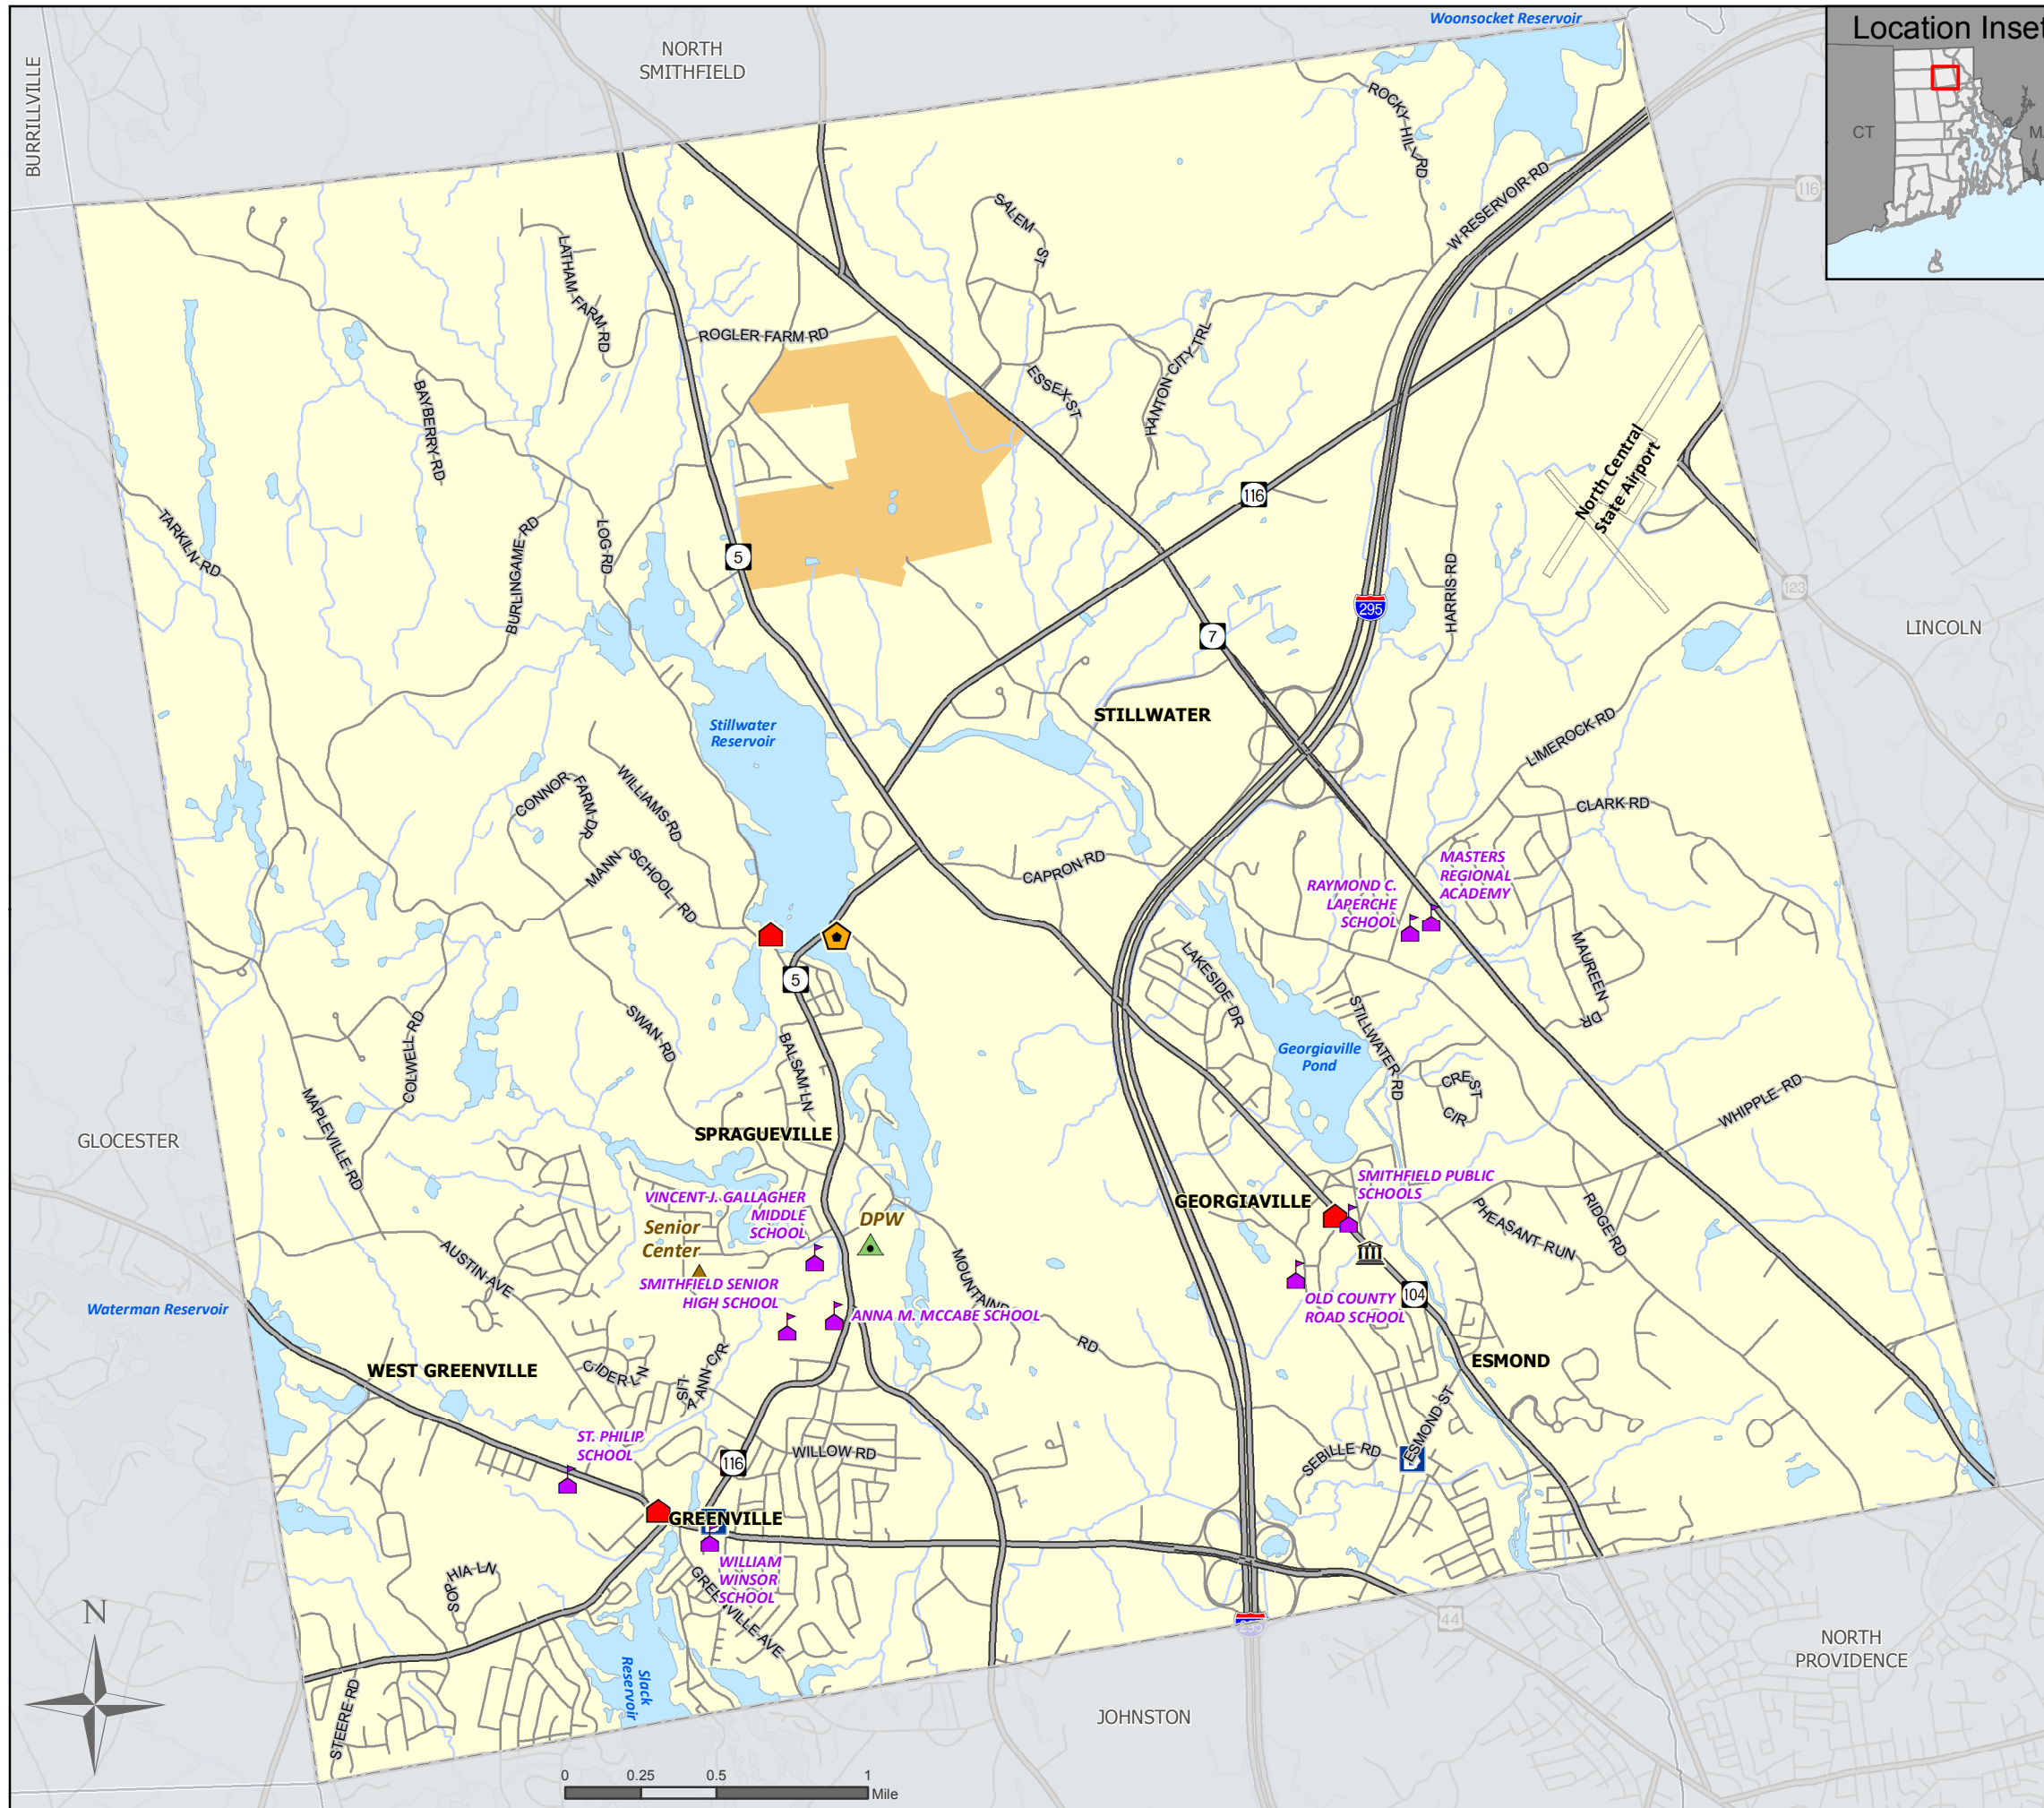 Woonsocket Reservoir
Location Inset
NORTH
SMITHFIELD
BURRILLVILLE
CT
116
ROCKY HILL RD
W RESERVOIR RD
SALEM
ST
LATHAM FARM RD
ROGLER FARM RD
HANTON CITY TRL
ESSEX ST
BAYBERRY RD
North Central
State Airport
116
TARKILN RD
BURLINGAME RD
LOG RD
5
HARRIS RD
295
123
7
LINCOLN
STILLWATER
Stillwater
Reservoir
LIMEROCK RD
CONNOR
FARM DR
WILLIAMS RD
CLARK RD
MANN
SCHOOL RD
CAPRON RD
MASTERS
REGIONAL
ACADEMY
RAYMOND C.
LAPERCHE
SCHOOL
MAUREEN
DR
LAKESIDE DR
5
SWAN RD
COLWELL RD
BALSAM LN
STILLWATER RD
Georgiaville
Pond
CREST
CIR
MAPLEVILLE RD
WHIPPLE RD
GLOCESTER
SPRAGUEVILLE
SMITHFIELD PUBLIC
SCHOOLS
VINCENT J. GALLAGHER
MIDDLE
SCHOOL
GEORGIAVILLE
DPW
Senior
Center
PHEASANT RUN
RIDGE RD
AUSTIN AVE
MOUNTAIND
RD
SMITHFIELD SENIOR
HIGH SCHOOL
ANNA M. MCCABE SCHOOL
OLD COUNTY
ROAD SCHOOL
104
Waterman Reservoir
WEST GREENVILLE
CIDER LN
LISA ANN CIR
ESMOND
ESMOND ST
SEBILLE RD
ST. PHILIP
SCHOOL
116
WILLOW RD
GREENVILLE
WILLIAM
WINSOR
SCHOOL
GREENVILLE AVE
SOPHIA LN
295
44
NORTH
PROVIDENCE
N
Slack
Reservoir
STEERE RD
JOHNSTON
0 0.25 0.5 1
Mile